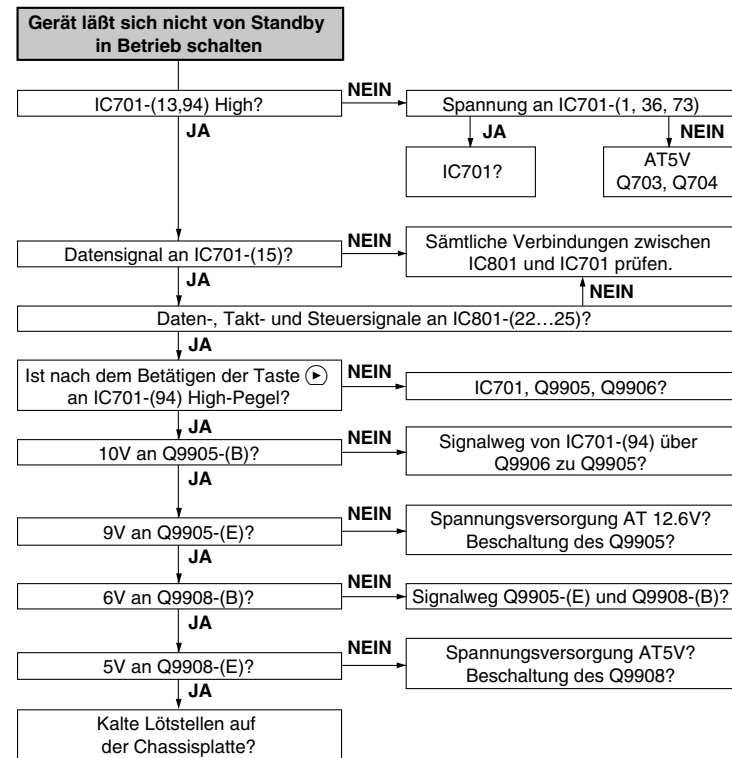 Gerät läßt sich nicht von Standby
in Betrieb schalten
IC701-(13,94) High?
NEIN
Spannung an IC701-(1, 36, 73)
JA
JA
NEIN
IC701?
AT5V
Q703, Q704
Datensignal an IC701-(15)?
NEIN
Sämtliche Verbindungen zwischen
IC801 und IC701 prüfen.
JA
NEIN
Daten-, Takt- und Steuersignale an IC801-(22…25)?
JA
Ist nach dem Betätigen der Taste ▶
an IC701-(94) High-Pegel?
NEIN
IC701, Q9905, Q9906?
JA
10V an Q9905-(B)?
NEIN
Signalweg von IC701-(94) über
Q9906 zu Q9905?
JA
9V an Q9905-(E)?
NEIN
Spannungsversorgung AT 12.6V?
Beschaltung des Q9905?
JA
6V an Q9908-(B)?
NEIN
Signalweg Q9905-(E) und Q9908-(B)?
JA
5V an Q9908-(E)?
NEIN
Spannungsversorgung AT5V?
Beschaltung des Q9908?
JA
Kalte Lötstellen auf
der Chassisplatte?